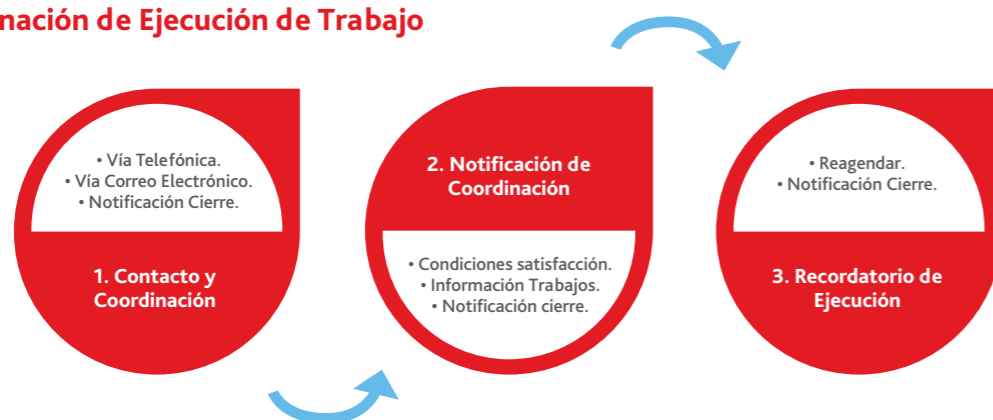 nación de Ejecución de Trabajo
• Vía Telefónica.
• Vía Correo Electrónico.
• Notificación Cierre.
1. Contacto y
Coordinación
2. Notificación de
Coordinación
• Condiciones satisfacción.
• Información Trabajos.
• Notificación cierre.
• Reagendar.
• Notificación Cierre.
3. Recordatorio de
Ejecución